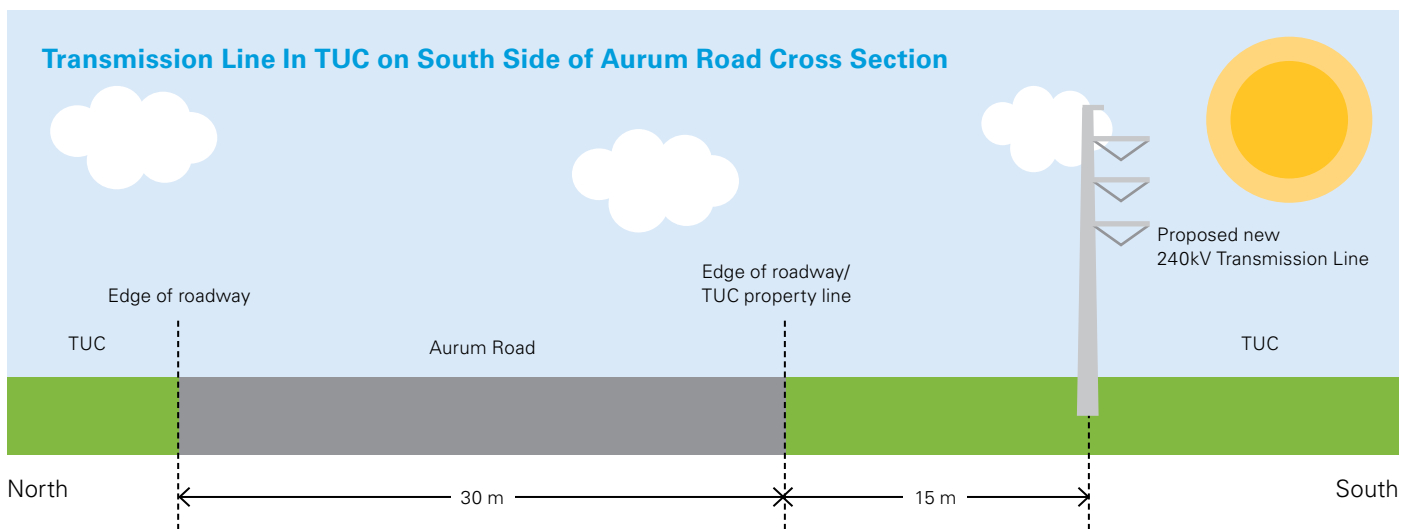 Transmission Line In TUC on South Side of Aurum Road Cross Section
Proposed new
240kV Transmission Line
Edge of roadway/
TUC property line
Edge of roadway
TUC
Aurum Road
TUC
North
30 m
15 m
South